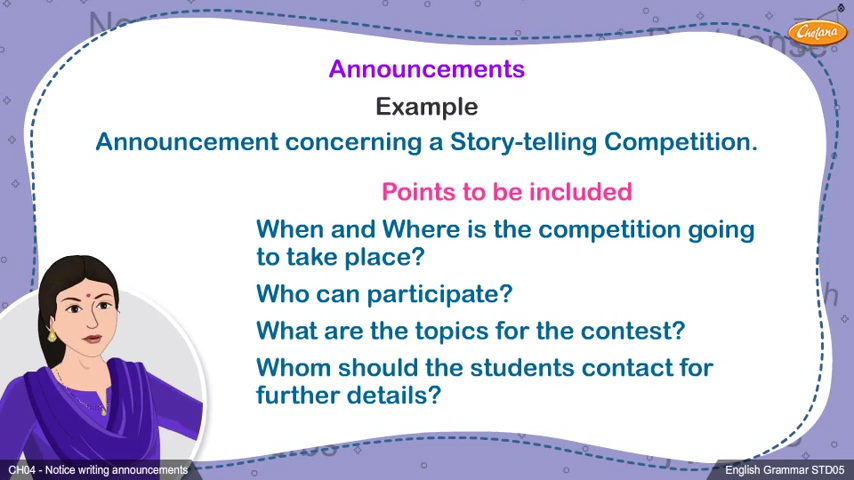 Chetana
Announcements
Example
Announcement concerning a Story-telling Competition.
Points to be included
When and Where is the competition going
to take place?
Who can participate?
What are the topics for the contest?
Whom should the students contact for
further details?
CH04 - Notice writing announcements
English Grammar STD05